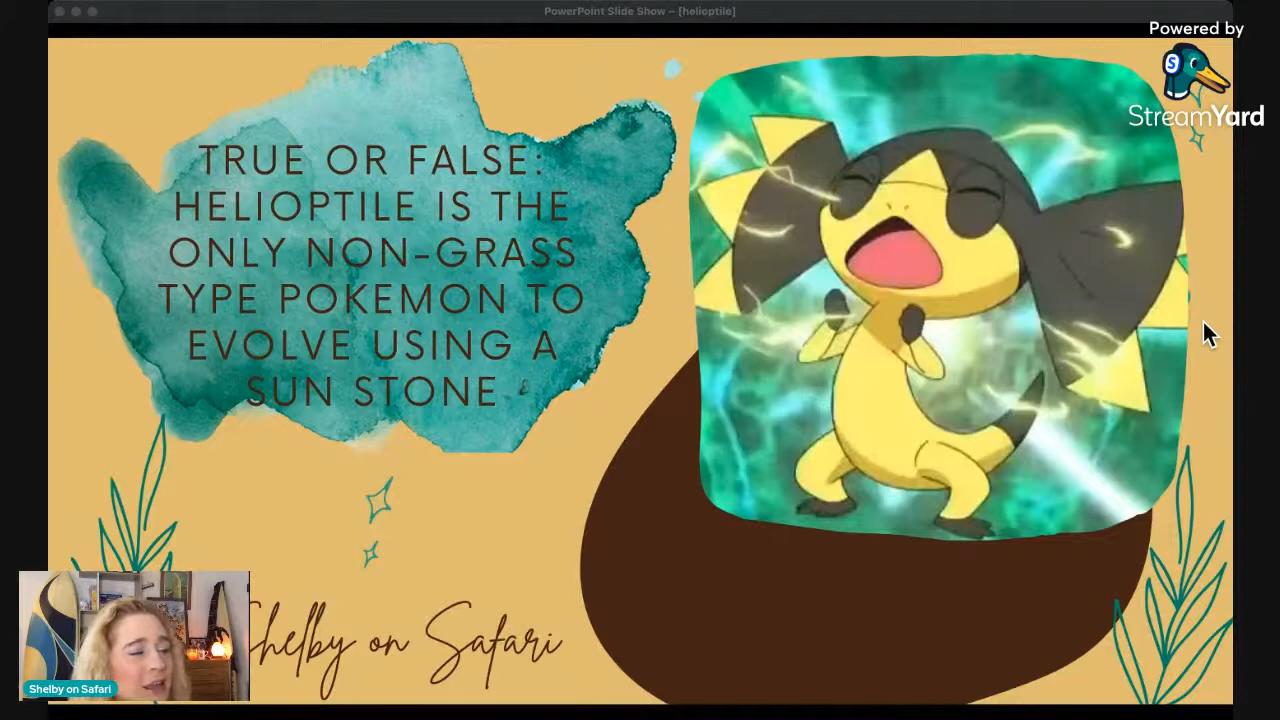 PowerPoint Slide Show – [helioptile]
Powered by
StreamYard
TRUE OR FALSE:
HELIOPTILE IS THE
ONLY NON-GRASS
TYPE POKEMON TO
EVOLVE USING A
SUN STONE
Shelby on Safari
Shelby on Safari